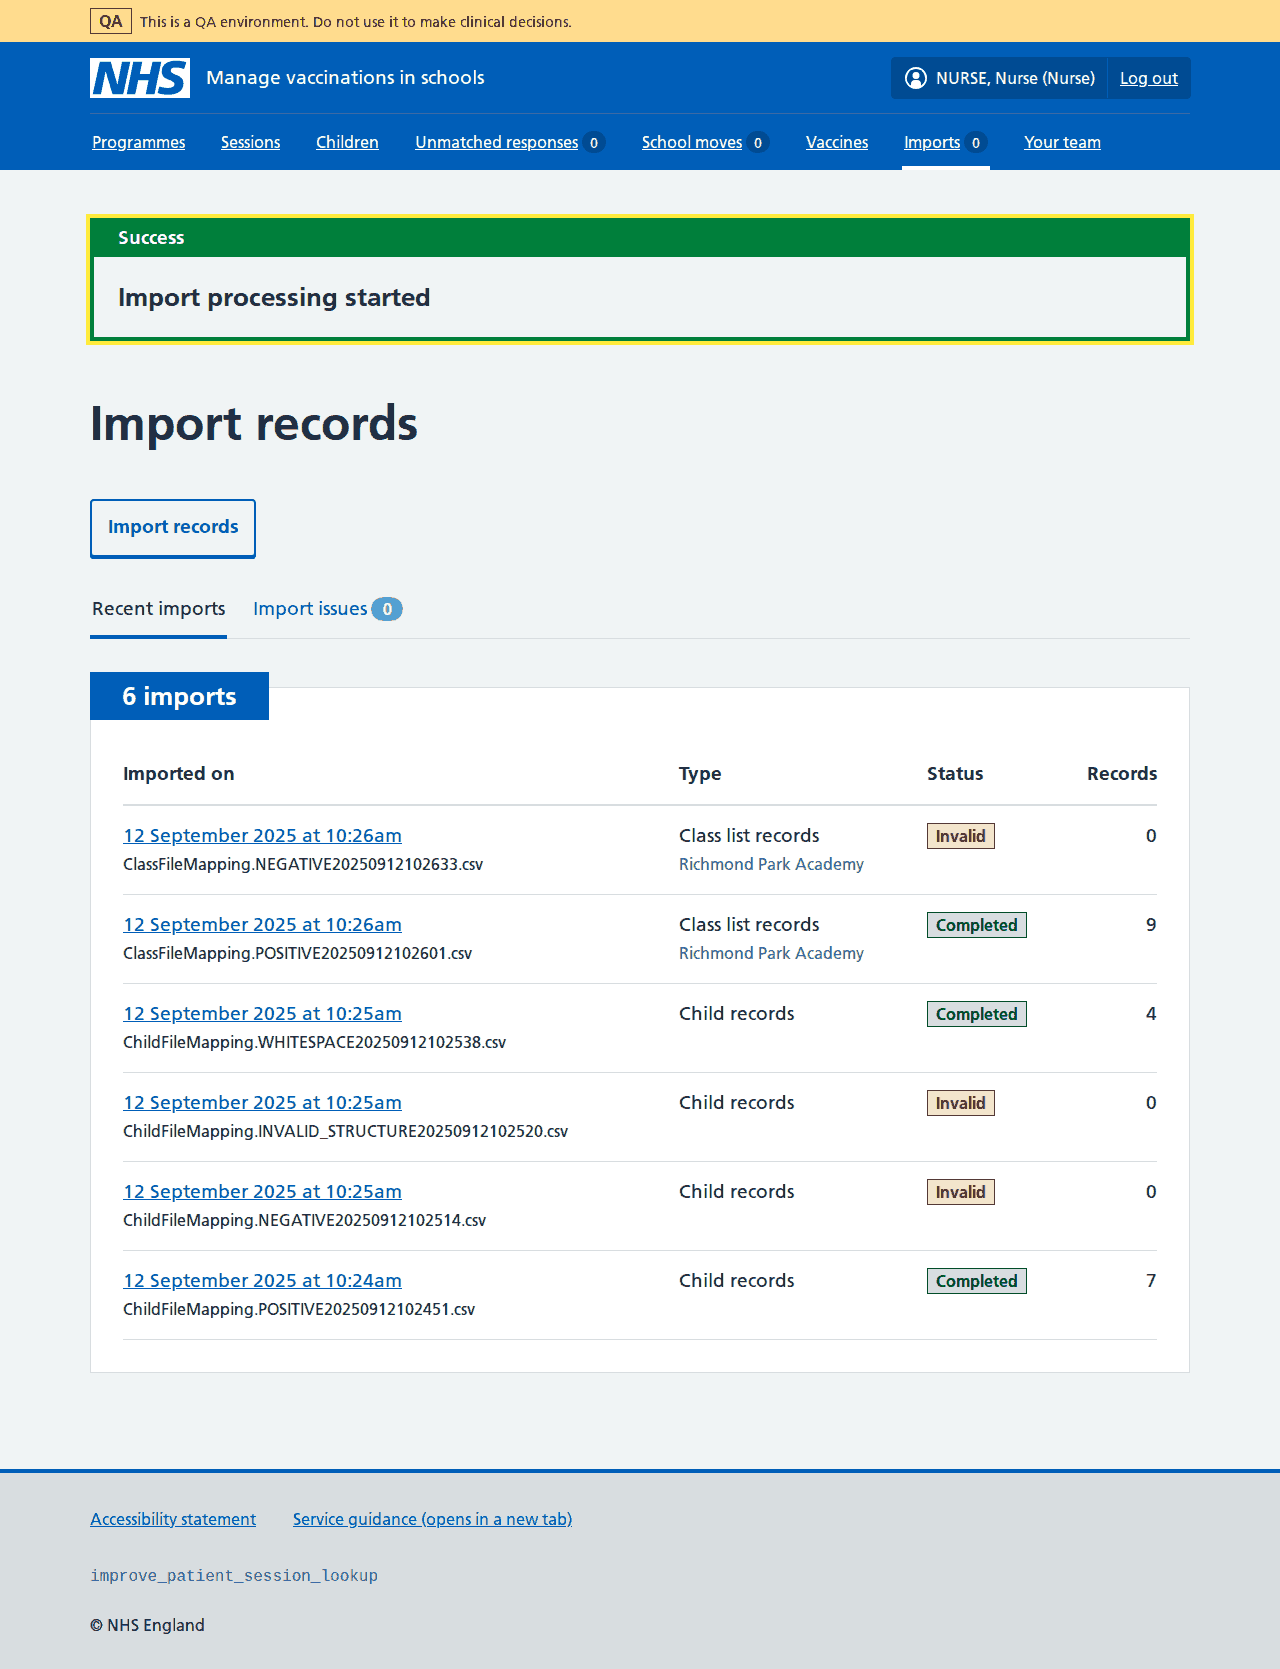 QA This is a QA environment. Do not use it to make clinical decisions.
NHS Manage vaccinations in schools NURSE, Nurse (Nurse) Log out
Programmes Sessions Children Unmatched responses 0 School moves 0 Vaccines Imports 0 Your team
Success
Import processing started
Import records
Import records
Recent imports Import issues 0
6 imports
Imported on Type Status Records
12 September 2025 at 10:26am Class list records Invalid 0
ClassFileMapping.NEGATIVE20250912102633.csv Richmond Park Academy
12 September 2025 at 10:26am Class list records Completed 9
ClassFileMapping.POSITIVE20250912102601.csv Richmond Park Academy
12 September 2025 at 10:25am Child records Completed 4
ChildFileMapping.WHITESPACE20250912102538.csv
12 September 2025 at 10:25am Child records Invalid 0
ChildFileMapping.INVALID_STRUCTURE20250912102520.csv
12 September 2025 at 10:25am Child records Invalid 0
ChildFileMapping.NEGATIVE20250912102514.csv
12 September 2025 at 10:24am Child records Completed 7
ChildFileMapping.POSITIVE20250912102451.csv
Accessibility statement Service guidance (opens in a new tab)
improve_patient_session_lookup
© NHS England